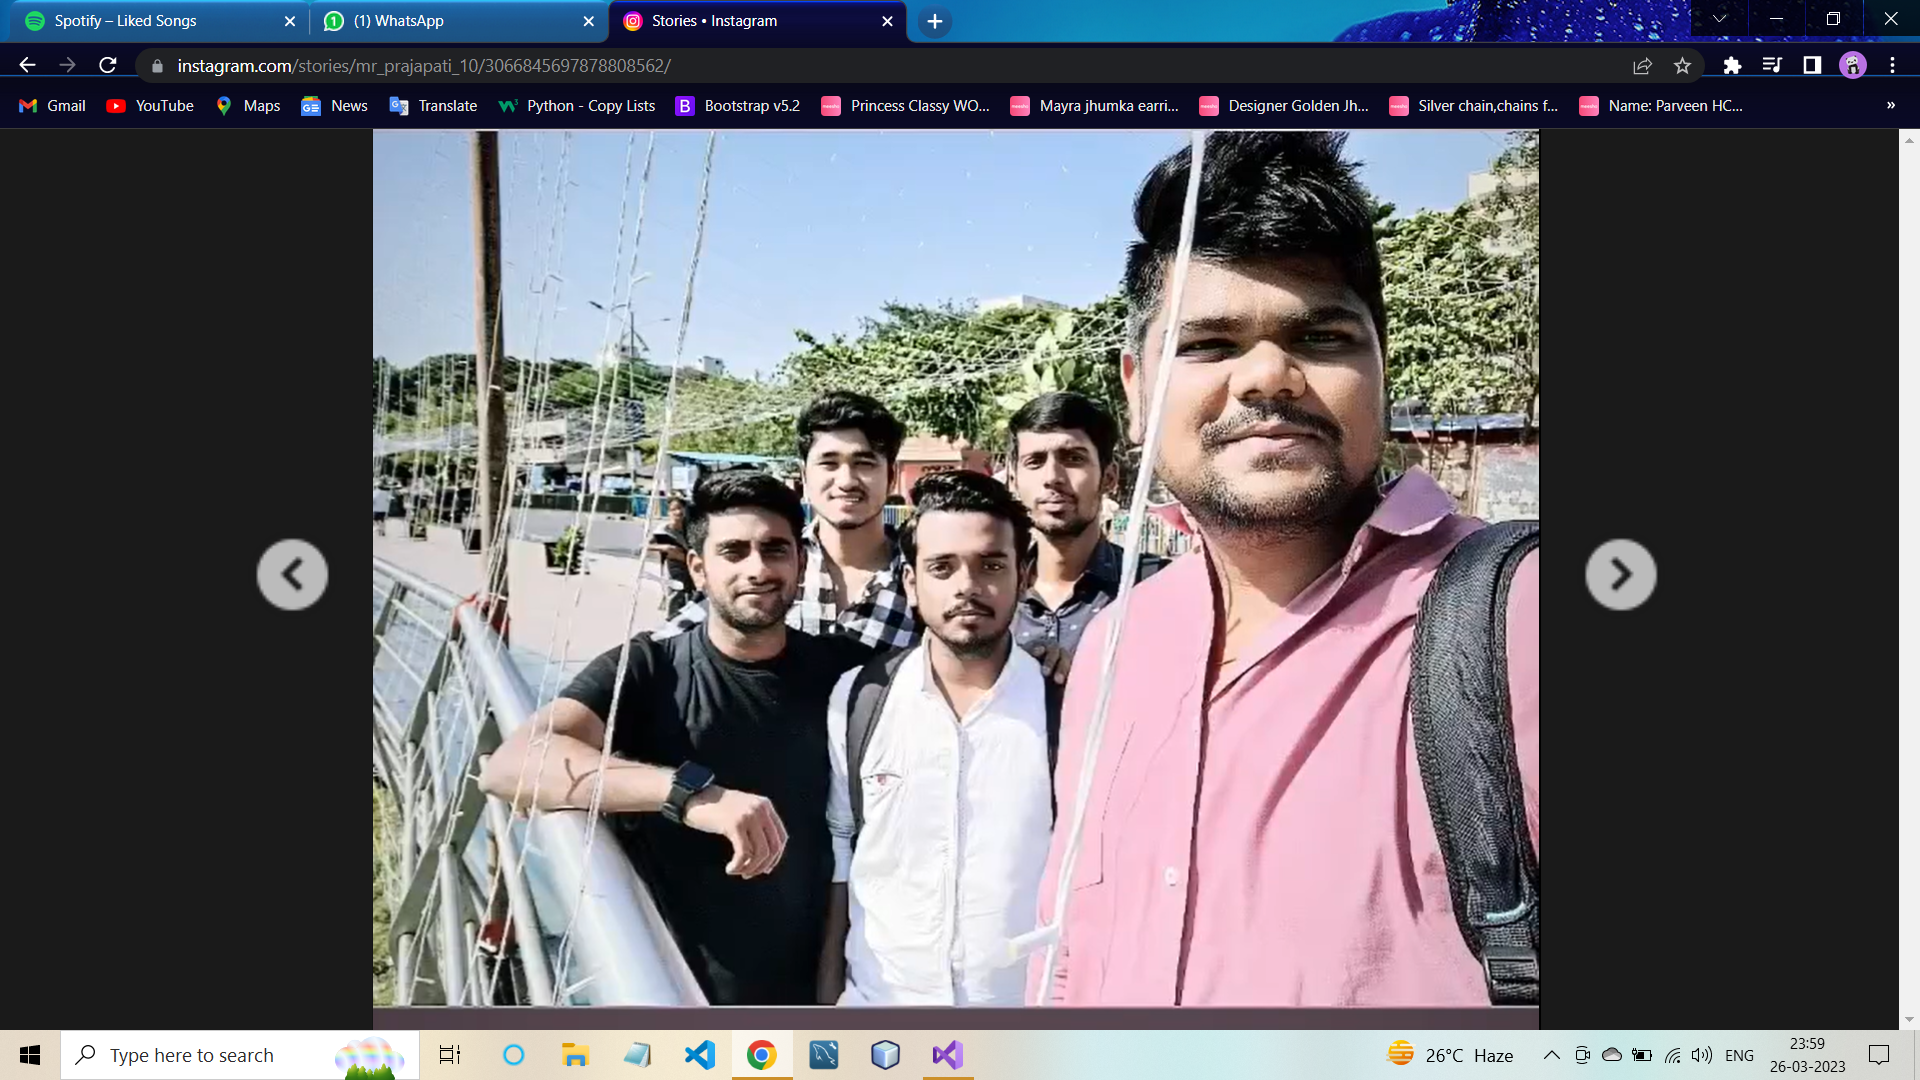 Spotify – Liked Songs
(1) WhatsApp
Stories • Instagram
instagram.com/stories/mr_prajapati_10/3066845697878808562/
Gmail
YouTube
Maps
News
Translate
Python - Copy Lists
Bootstrap v5.2
Princess Classy WO...
Mayra jhumka earri...
Designer Golden Jh...
Silver chain,chains f...
Name: Parveen HC...
»
Type here to search
26°C Haze
ENG
23:59
26-03-2023